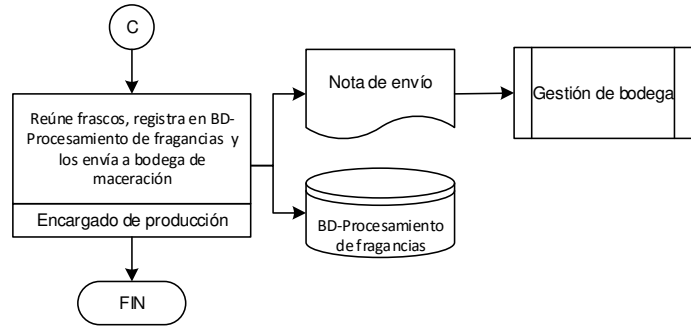 C
Reúne frascos, registra en BD-
Procesamiento de fragancias y
los envía a bodega de
maceración
Encargado de producción
FIN
Nota de envío
BD-Procesamiento
de fragancias
Gestión de bodega